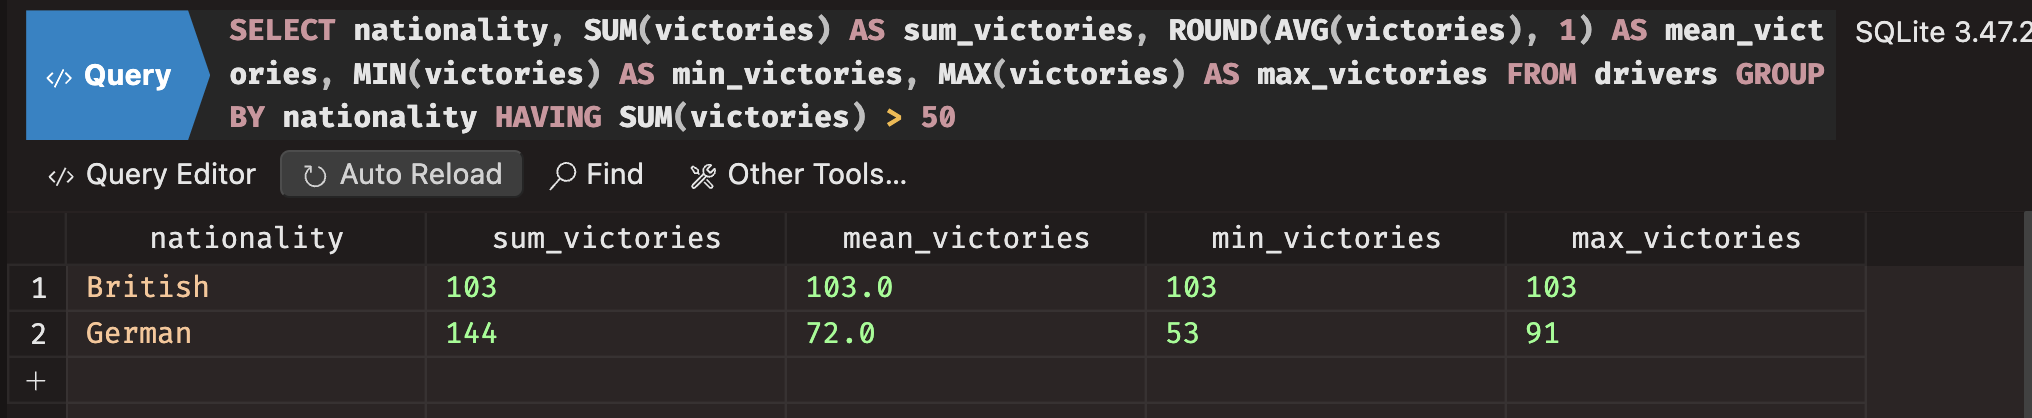 </> Query
SELECT nationality, SUM(victories) AS sum_victories, ROUND(AVG(victories), 1) AS mean_vict
ories, MIN(victories) AS min_victories, MAX(victories) AS max_victories FROM drivers GROUP
BY nationality HAVING SUM(victories) > 50
SQLite 3.47.2
</> Query Editor Auto Reload Find Other Tools...
nationality sum_victories mean_victories min_victories max_victories
1 British 103 103.0 103 103
2 German 144 72.0 53 91
+